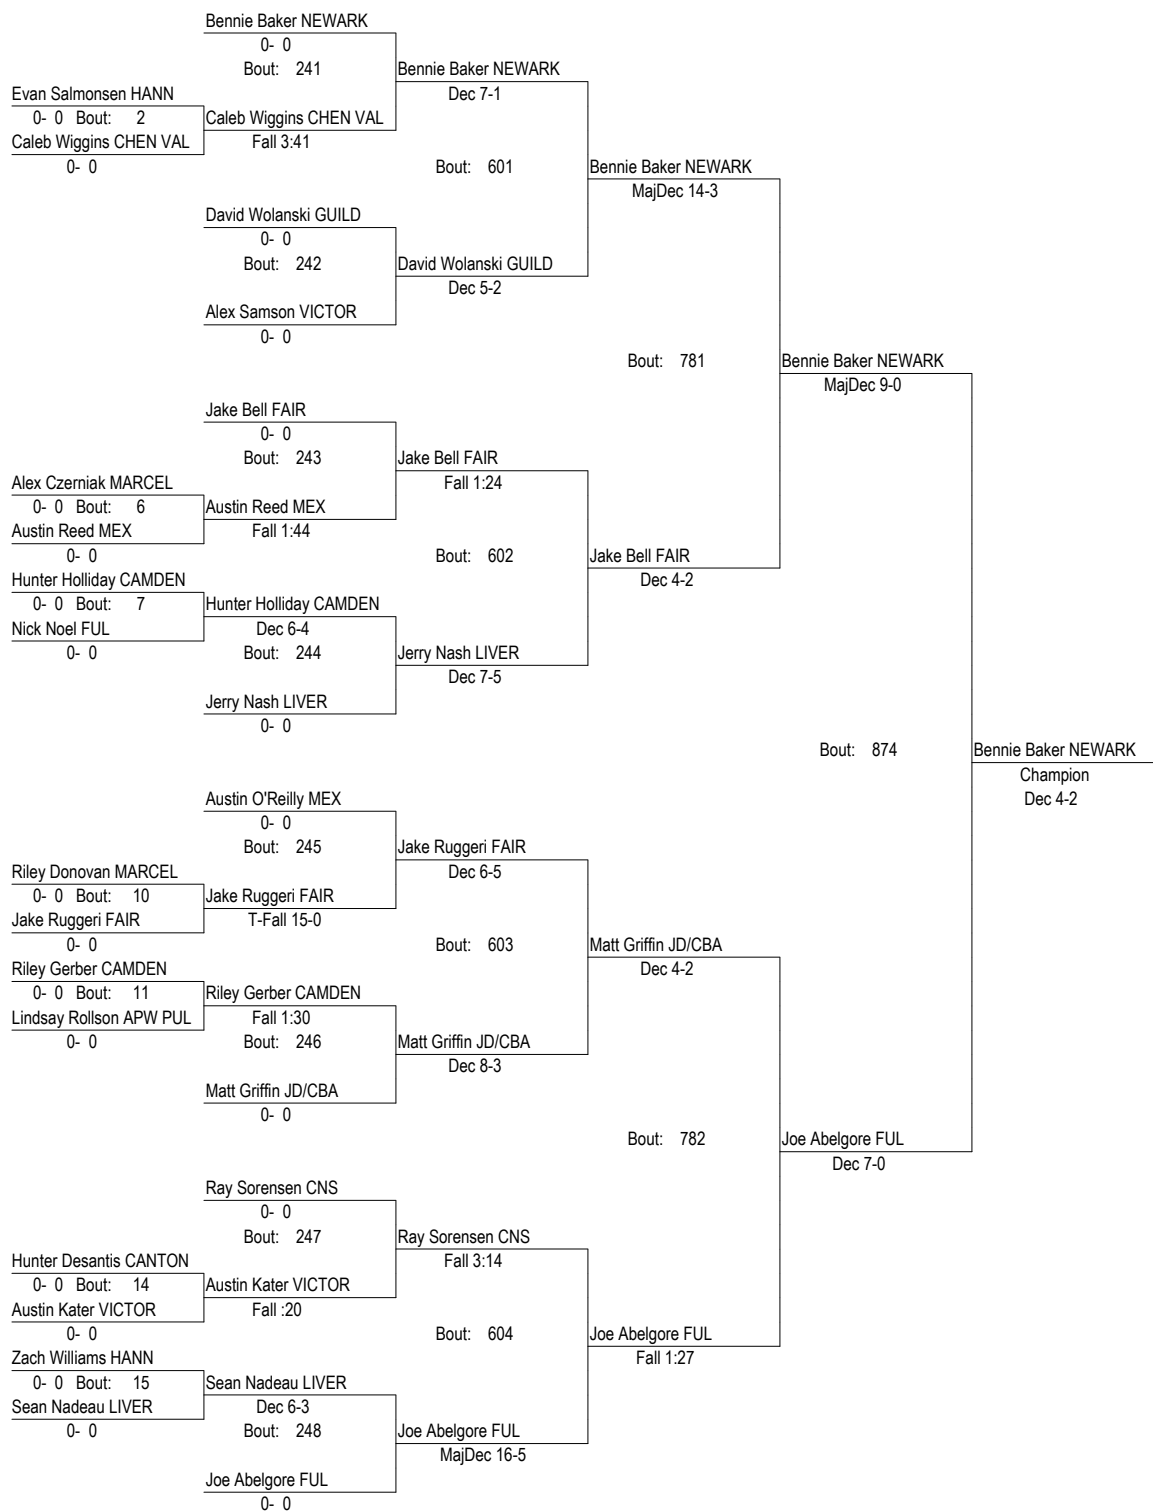 Bennie Baker NEWARK
0- 0
Bout: 241
Bennie Baker NEWARK
Dec 7-1
Evan Salmonsen HANN
0- 0 Bout: 2
Caleb Wiggins CHEN VAL
Caleb Wiggins CHEN VAL
Fall 3:41
0- 0
Bout: 601
Bennie Baker NEWARK
MajDec 14-3
David Wolanski GUILD
0- 0
Bout: 242
David Wolanski GUILD
Dec 5-2
Alex Samson VICTOR
0- 0
Bout: 781
Bennie Baker NEWARK
MajDec 9-0
Jake Bell FAIR
0- 0
Bout: 243
Jake Bell FAIR
Fall 1:24
Alex Czerniak MARCEL
0- 0 Bout: 6
Austin Reed MEX
Austin Reed MEX
Fall 1:44
0- 0
Bout: 602
Jake Bell FAIR
Dec 4-2
Hunter Holliday CAMDEN
0- 0 Bout: 7
Hunter Holliday CAMDEN
Nick Noel FUL
Dec 6-4
0- 0
Bout: 244
Jerry Nash LIVER
Dec 7-5
Jerry Nash LIVER
0- 0
Bout: 874
Bennie Baker NEWARK
Champion
Dec 4-2
Austin O'Reilly MEX
0- 0
Bout: 245
Jake Ruggeri FAIR
Dec 6-5
Riley Donovan MARCEL
0- 0 Bout: 10
Jake Ruggeri FAIR
Jake Ruggeri FAIR
T-Fall 15-0
0- 0
Bout: 603
Matt Griffin JD/CBA
Dec 4-2
Riley Gerber CAMDEN
0- 0 Bout: 11
Riley Gerber CAMDEN
Lindsay Rollson APW PUL
Fall 1:30
0- 0
Bout: 246
Matt Griffin JD/CBA
Dec 8-3
Matt Griffin JD/CBA
0- 0
Bout: 782
Joe Abelgore FUL
Dec 7-0
Ray Sorensen CNS
0- 0
Bout: 247
Ray Sorensen CNS
Fall 3:14
Hunter Desantis CANTON
0- 0 Bout: 14
Austin Kater VICTOR
Austin Kater VICTOR
Fall :20
0- 0
Bout: 604
Joe Abelgore FUL
Fall 1:27
Zach Williams HANN
0- 0 Bout: 15
Sean Nadeau LIVER
Sean Nadeau LIVER
Dec 6-3
0- 0
Bout: 248
Joe Abelgore FUL
MajDec 16-5
Joe Abelgore FUL
0- 0